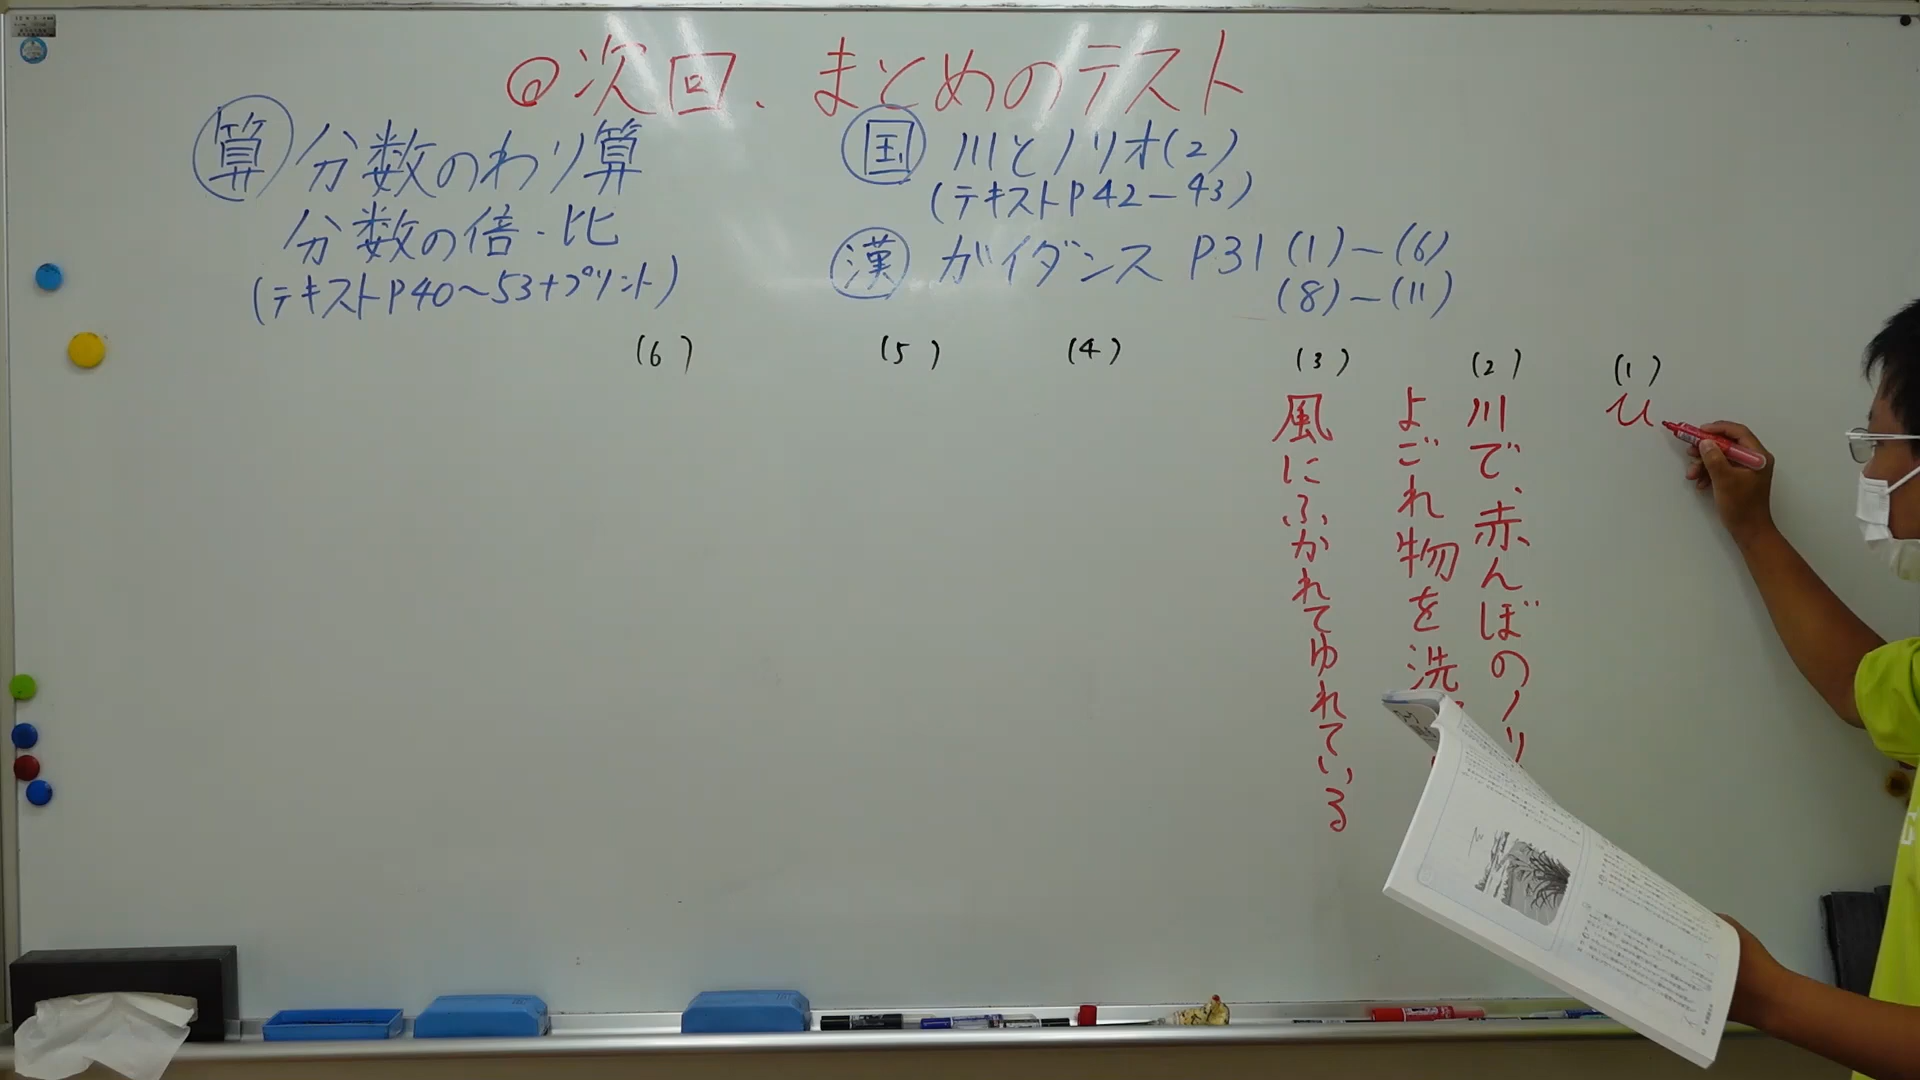 @次回、まとめのテスト
算 分数のわり算
分数の倍・比
(テキストP40～53+プリント)
国 川とノリオ(2)
(テキストP42－43)
漢 ガイダンス P31 (1)－(6)
(8)－(11)
(1)
ひ
(2)
川で、赤んぼのノリ
よごれ物を洗
(3)
風にふかれてゆれている
(4)
(5)
(6)